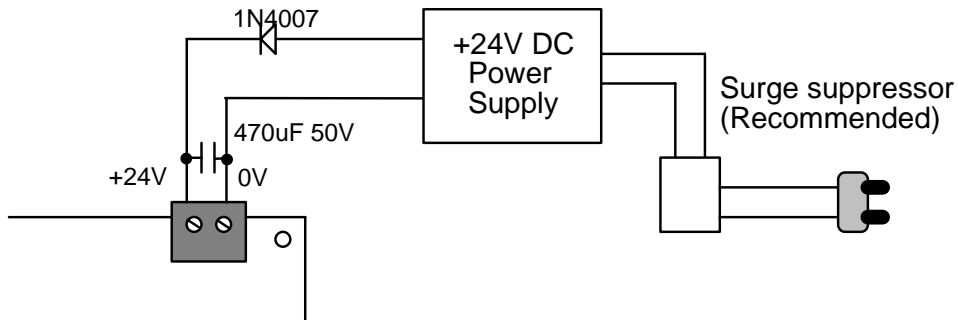 1N4007
+24V DC
Power
Supply
Surge suppressor
(Recommended)
470uF 50V
+24V
0V